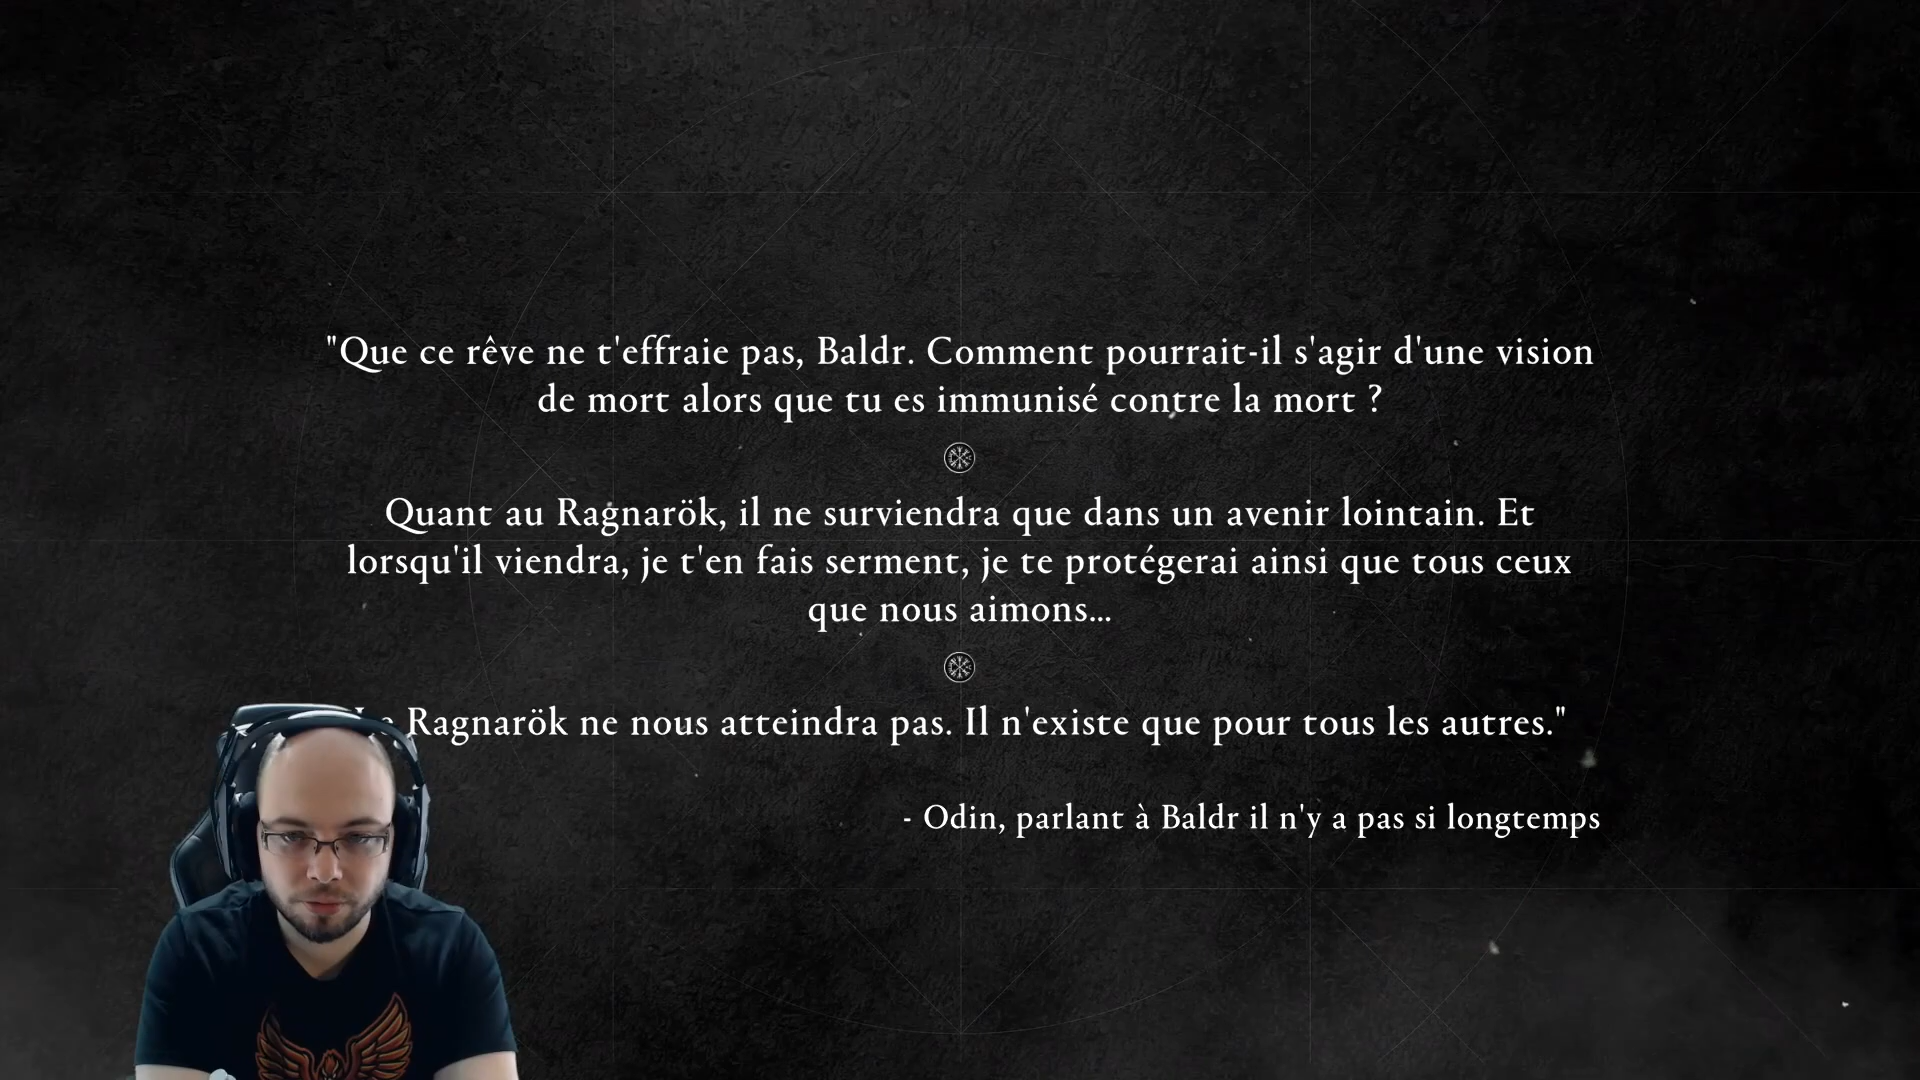 "Que ce rêve ne t'effraie pas, Baldr. Comment pourrait-il s'agir d'une vision
de mort alors que tu es immunisé contre la mort ?
Quant au Ragnarök, il ne surviendra que dans un avenir lointain. Et
lorsqu'il viendra, je t'en fais serment, je te protégerai ainsi que tous ceux
que nous aimons...
Ragnarök ne nous atteindra pas. Il n'existe que pour tous les autres."
- Odin, parlant à Baldr il n'y a pas si longtemps